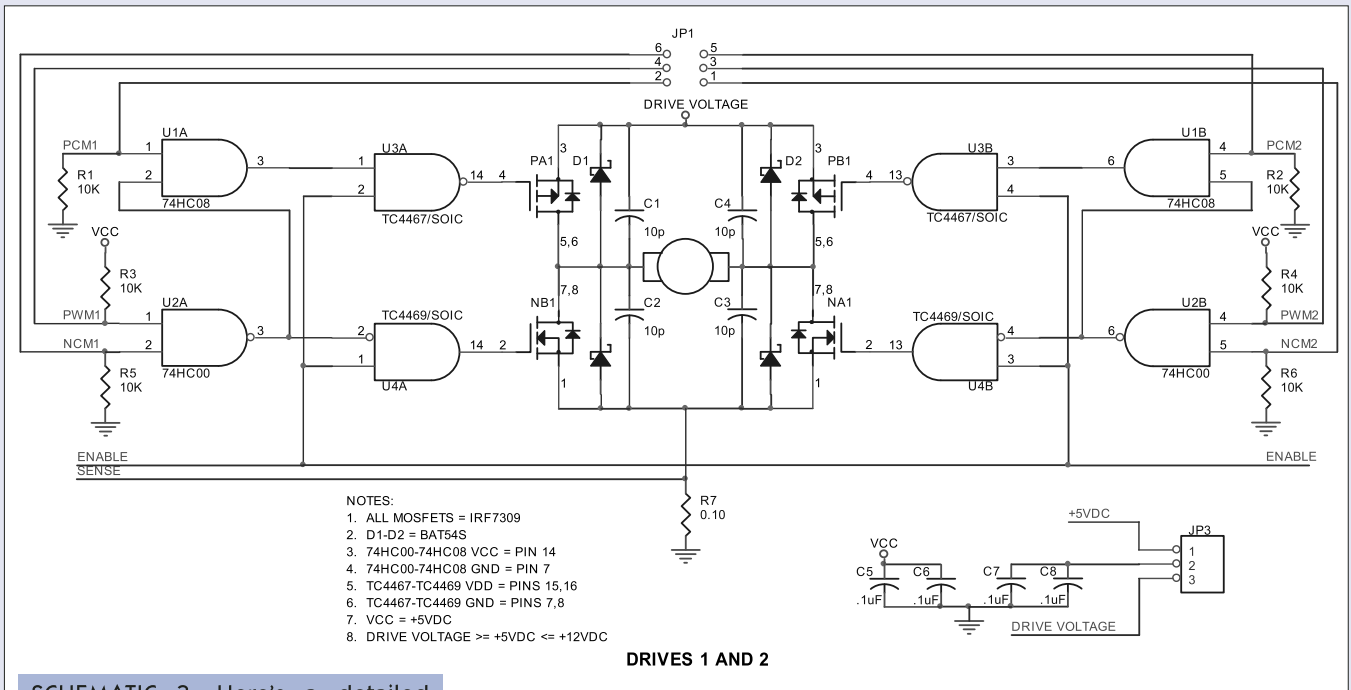 JP1
6 5
4 3
2 1
DRIVE VOLTAGE
U1A
PCM1
1
2
3
74HC08
R1
10K
U3A
1
2
14
TC4467/SOIC
4
PA1
3
D1
5,6
C1
10p
C4
10p
D2
3
PB1
5,6
4
13
U3B
3
4
TC4467/SOIC
6
U1B
4
5
74HC08
PCM2
R2
10K
VCC
R3
10K
PWM1
NCM1
U2A
1
2
3
74HC00
R5
10K
TC4469/SOIC
2
1
14
U4A
2
NB1
7,8
1
C2
10p
C3
10p
7,8
NA1
1
2
13
TC4469/SOIC
4
3
U4B
6
U2B
4
5
74HC00
VCC
R4
10K
PWM2
NCM2
R6
10K
ENABLE ENABLE
SENSE
R7
0.10
NOTES:
1. ALL MOSFETS = IRF7309
2. D1-D2 = BAT54S
3. 74HC00-74HC08 VCC = PIN 14
4. 74HC00-74HC08 GND = PIN 7
5. TC4467-TC4469 VDD = PINS 15,16
6. TC4467-TC4469 GND = PINS 7,8
7. VCC = +5VDC
8. DRIVE VOLTAGE >= +5VDC <= +12VDC
+5VDC
JP3
1
2
3
VCC
C5 C6 C7 C8
.1uF .1uF .1uF .1uF
DRIVE VOLTAGE
DRIVES 1 AND 2
SCHEMATIC 2. Here's a detailed